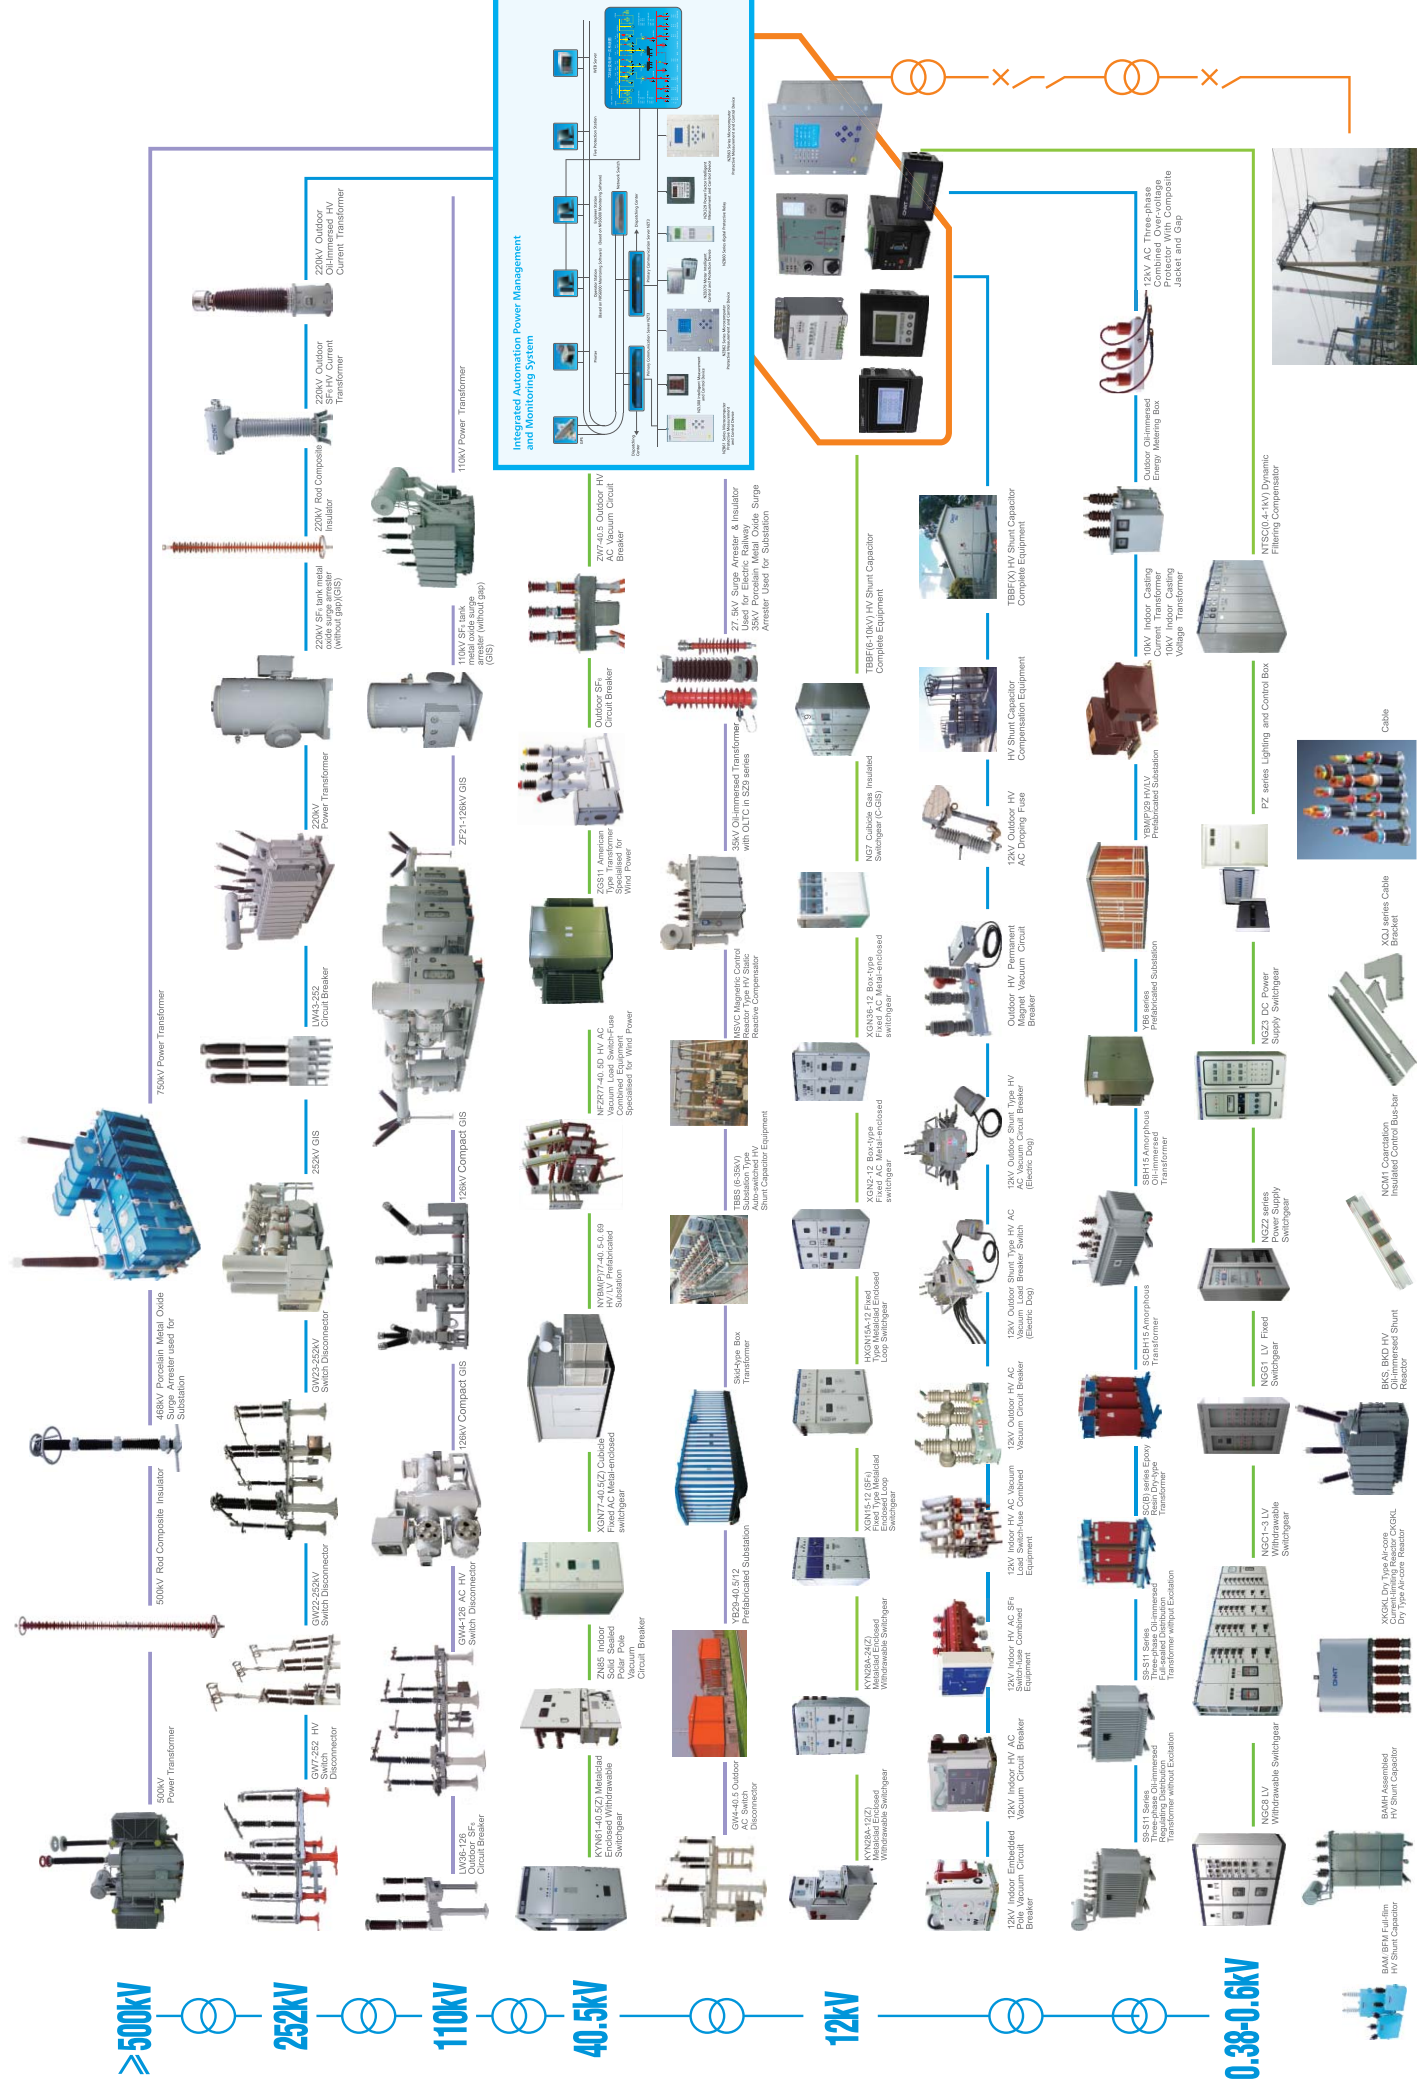 ≥500kV
500kV
Power Transformer
500kV Rod Composite Insulator
468kV Porcelain Metal Oxide
Surge Arrester used for
Substation
750kV Power Transformer
252kV
GW7-252 HV
Switch
Disconnector
GW22-252kV
Switch Disconnector
GW23-252kV
Switch Disconnector
252kV GIS
LW43-252
Circuit Breaker
220kV
Power Transformer
220kV SF₆ tank metal
oxide surge arrester
(without gap)(GIS)
220kV Rod Composite
Insulator
220kV Outdoor
SF₆ HV Current
Transformer
220kV Outdoor
Oil-Immersed HV
Current Transformer
110kV
LW36-126
Outdoor SF₆
Circuit Breaker
GW4-126 AC HV
Switch Disconnector
126kV Compact GIS
126kV Compact GIS
ZF21-126kV GIS
110kV SF₆ tank
metal oxide surge
arrester (without gap)
(GIS)
110kV Power Transformer
40.5kV
KYN61-40.5(Z) Metalclad
Enclosed Withdrawable
Switchgear
ZN85 Indoor
Solid Sealed
Polar Pole
Vacuum
Circuit Breaker
XGN77-40.5(Z) Cubicle
Fixed AC Metal-enclosed
switchgear
NYBM(P)77-40.5-0.69
HV/LV Prefabricated
Substation
NFZR77-40.5D HV AC
Vacuum Load Switch-Fuse
Combined Equipment
Specialised for Wind Power
ZGS11 American
Type Transformer
Specialised for
Wind Power
Outdoor SF₆
Circuit Breaker
ZW7-40.5 Outdoor HV
AC Vacuum Circuit
Breaker
GW4-40.5 Outdoor
AC Switch
Disconnector
YB29-40.5/12
Prefabricated Substation
Skid-type Box
Transformer
TBBS (6-35kV)
Substation Type
Auto-switched HV
Shunt Capacitor Equipment
MSVC Magnetric Control
Reactor Type HV Static
Reactive Compensator
35kV Oil-immersed Transformer
with OLTC in SZ9 series
27.5kV Surge Arrester & Insulator
Used for Electric Railway
35kV Porcelain Metal Oxide Surge
Arrester Used for Substation
Integrated Automation Power Management
and Monitoring System
GPS
Printer
Operator Station
Engineer Station
Fire Protection Station
WEB Server
Network Switch
Dispatching
Center
Dispatching Center
12kV
KYN28A-12(Z)
Metalclad Enclosed
Withdrawable Switchgear
KYN28A-24(Z)
Metalclad Enclosed
Withdrawable Switchgear
XGN15-12 (SF₆)
Fixed Type Metalclad
Enclosed Loop
Switchgear
HXGN15A-12 Fixed
Type Metalclad Enclosed
Loop Switchgear
XGN2-12 Box-type
Fixed AC Metal-enclosed
switchgear
XGN36-12 Box-type
Fixed AC Metal-enclosed
switchgear
NG7 Cubicle Gas Insulated
Switchgear (C-GIS)
TBBF(6-10kV) HV Shunt Capacitor
Complete Equipment
12kV Indoor Embedded
Pole Vacuum Circuit
Breaker
12kV Indoor HV AC
Vacuum Circuit Breaker
12kV Indoor HV AC SF₆
Switch-fuse Combined
Equipment
12kV Indoor HV AC Vacuum
Load Switch-fuse Combined
Equipment
12kV Outdoor HV AC
Vacuum Circuit Breaker
12kV Outdoor Shunt Type HV AC
Vacuum Load Breaker Switch
(Electric Dog)
12kV Outdoor Shunt Type HV
AC Vacuum Circuit Breaker
(Electric Dog)
Outdoor HV Permanent
Magnet Vacuum Circuit
Breaker
12kV Outdoor HV
AC Droping Fuse
HV Shunt Capacitor
Compensation Equipment
TBBF(X) HV Shunt Capacitor
Complete Equipment
S9-S11 Series
Three-phase Oil-immersed
Regulating Distribution
Transformer without Excitation
S9-S11 Series
Three-phase Oil-immersed
Full-sealed Distribution
Transformer withput Excitation
SC(B) series Epoxy
Resin Dry-type
Transformer
SCBH15 Amorphous
Transformer
SBH15 Amorphous
Oil-immersed
Transformer
YB6 series
Prefabricated Substation
YBM(P)29 HV/LV
Prefabricated Substation
10kV Indoor Casting
Current Transformer
10kV Indoor Casting
Voltage Transformer
Outdoor Oil-immersed
Energy Metering Box
12kV AC Three-phase
Combined Over-voltage
Protector With Composite
Jacket and Gap
0.38-0.6kV
NGC8 LV
Withdrawable Switchgear
NGC1~3 LV
Withdrawable
Switchgear
NGG1 LV Fixed
Switchgear
NGZ2 series
Power Supply
Switchgear
NGZ3 DC Power
Supply Switchgear
PZ series Lighting and Control Box
NTSC(0.4-1kV) Dynamic
Filtering Compensator
BAM/BFM Full-film
HV Shunt Capacitor
BAMH Assembled
HV Shunt Capacitor
XKGKL Dry Type Air-core
Current-limiting Reactor CKGKL
Dry Type Air-core Reactor
CHNT
BKS, BKD HV
Oil-immersed Shunt
Reactor
NCM1 Coarctation
Insulated Control Bus-bar
XQJ series Cable
Bracket
Cable